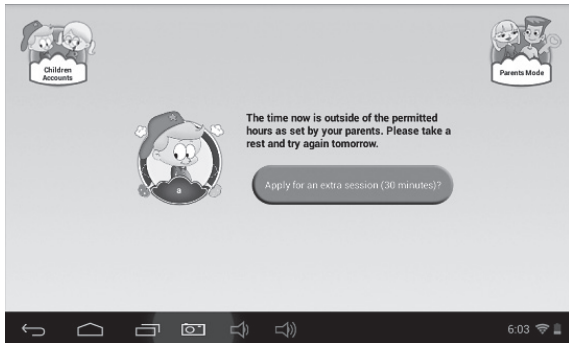 Children
Accounts
Parents Mode
The time now is outside of the permitted
hours as set by your parents. Please take a
rest and try again tomorrow.
a
Apply for an extra session (30 minutes)?
6:03